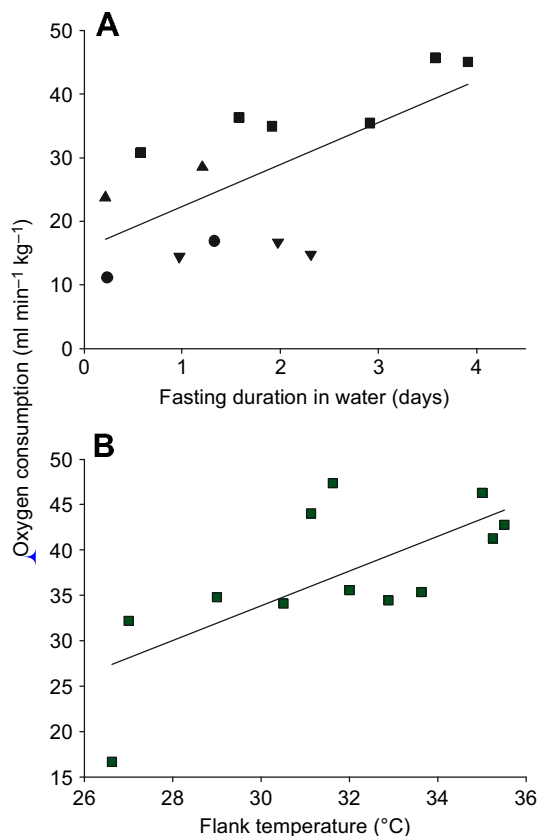 A
50
40
30
20
10
0
0 1 2 3 4
Fasting duration in water (days)
Oxygen consumption (ml min⁻¹ kg⁻¹)
B
50
45
40
35
30
25
20
15
26 28 30 32 34 36
Flank temperature (°C)